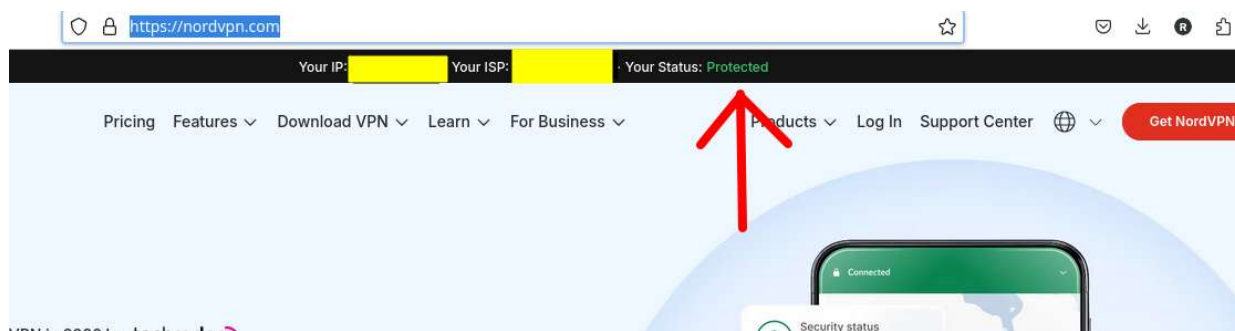 https://nordvpn.com
Your IP: Your ISP: · Your Status: Protected
Pricing Features Download VPN Learn For Business Products Log In Support Center Get NordVPN
Connected
Security status